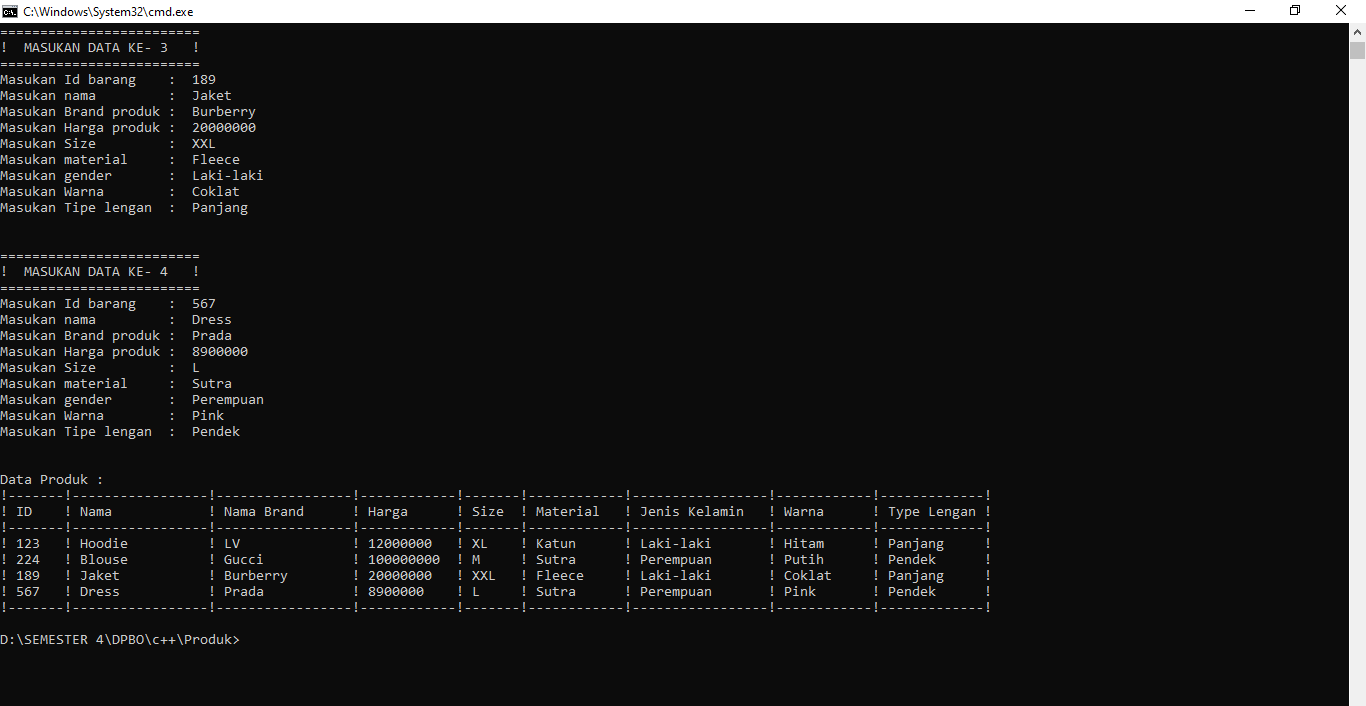 C:\Windows\System32\cmd.exe
=========================
!  MASUKAN DATA KE- 3   !
=========================
Masukan Id barang    :  189
Masukan nama         :  Jaket
Masukan Brand produk :  Burberry
Masukan Harga produk :  20000000
Masukan Size         :  XXL
Masukan material     :  Fleece
Masukan gender       :  Laki-laki
Masukan Warna        :  Coklat
Masukan Tipe lengan  :  Panjang
=========================
!  MASUKAN DATA KE- 4   !
=========================
Masukan Id barang    :  567
Masukan nama         :  Dress
Masukan Brand produk :  Prada
Masukan Harga produk :  8900000
Masukan Size         :  L
Masukan material     :  Sutra
Masukan gender       :  Perempuan
Masukan Warna        :  Pink
Masukan Tipe lengan  :  Pendek
Data Produk :
!-------!-----------------!-----------------!------------!-------!------------!-----------------!------------!-------------!
! ID    ! Nama            ! Nama Brand      ! Harga      ! Size  ! Material   ! Jenis Kelamin   ! Warna      ! Type Lengan !
!-------!-----------------!-----------------!------------!-------!------------!-----------------!------------!-------------!
! 123   ! Hoodie          ! LV              ! 12000000   ! XL    ! Katun      ! Laki-laki       ! Hitam      ! Panjang     !
! 224   ! Blouse          ! Gucci           ! 100000000  ! M     ! Sutra      ! Perempuan       ! Putih      ! Pendek      !
! 189   ! Jaket           ! Burberry        ! 20000000   ! XXL   ! Fleece     ! Laki-laki       ! Coklat     ! Panjang     !
! 567   ! Dress           ! Prada           ! 8900000    ! L     ! Sutra      ! Perempuan       ! Pink       ! Pendek      !
!-------!-----------------!-----------------!------------!-------!------------!-----------------!------------!-------------!
D:\SEMESTER 4\DPBO\c++\Produk>